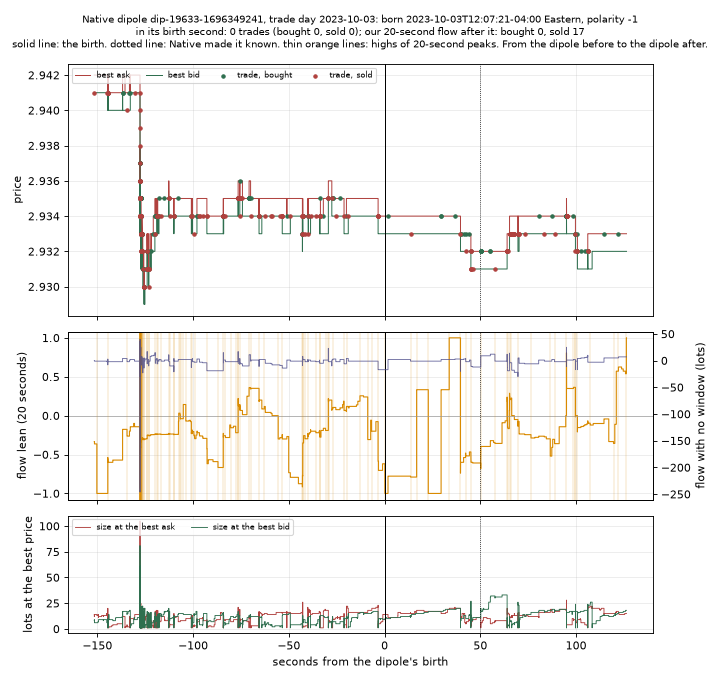 Native dipole dip-19633-1696349241, trade day 2023-10-03: born 2023-10-03T12:07:21-04:00 Eastern, polarity -1
in its birth second: 0 trades (bought 0, sold 0); our 20-second flow after it: bought 0, sold 17
solid line: the birth. dotted line: Native made it known. thin orange lines: highs of 20-second peaks. From the dipole before to the dipole after.
best ask best bid trade, bought trade, sold
2.942
2.940
2.938
2.936
2.934
2.932
2.930
price
1.0
0.5
0.0
−0.5
−1.0
flow lean (20 seconds)
50
0
−50
−100
−150
−200
−250
flow with no window (lots)
size at the best ask size at the best bid
100
75
50
25
0
lots at the best price
−150 −100 −50 0 50 100
seconds from the dipole's birth